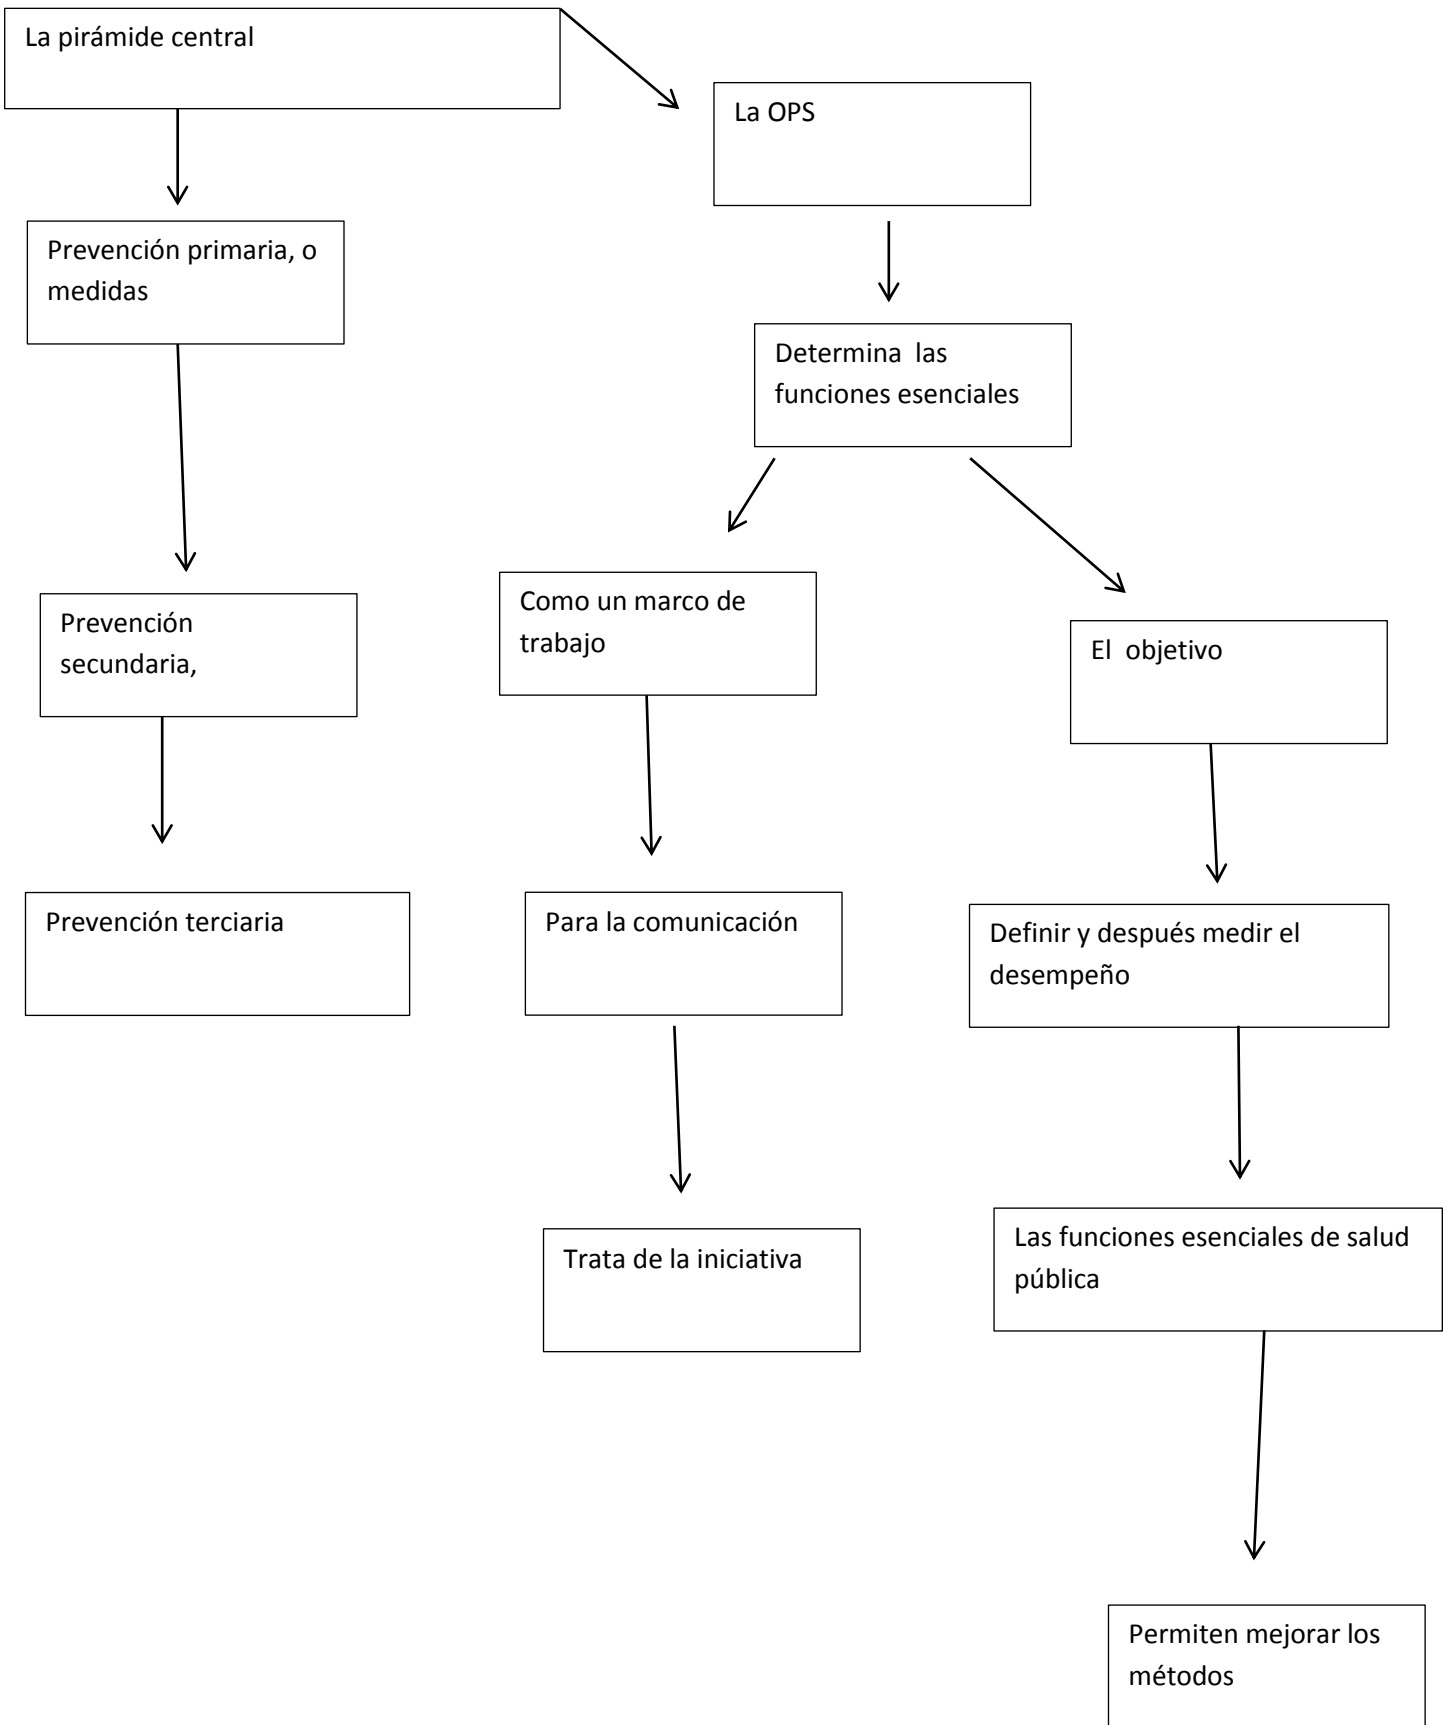 La pirámide central
La OPS
Prevención primaria, o
medidas
Determina  las
funciones esenciales
Como un marco de
trabajo
Prevención
secundaria,
El  objetivo
Prevención terciaria
Para la comunicación
Definir y después medir el
desempeño
Las funciones esenciales de salud
pública
Trata de la iniciativa
Permiten mejorar los
métodos